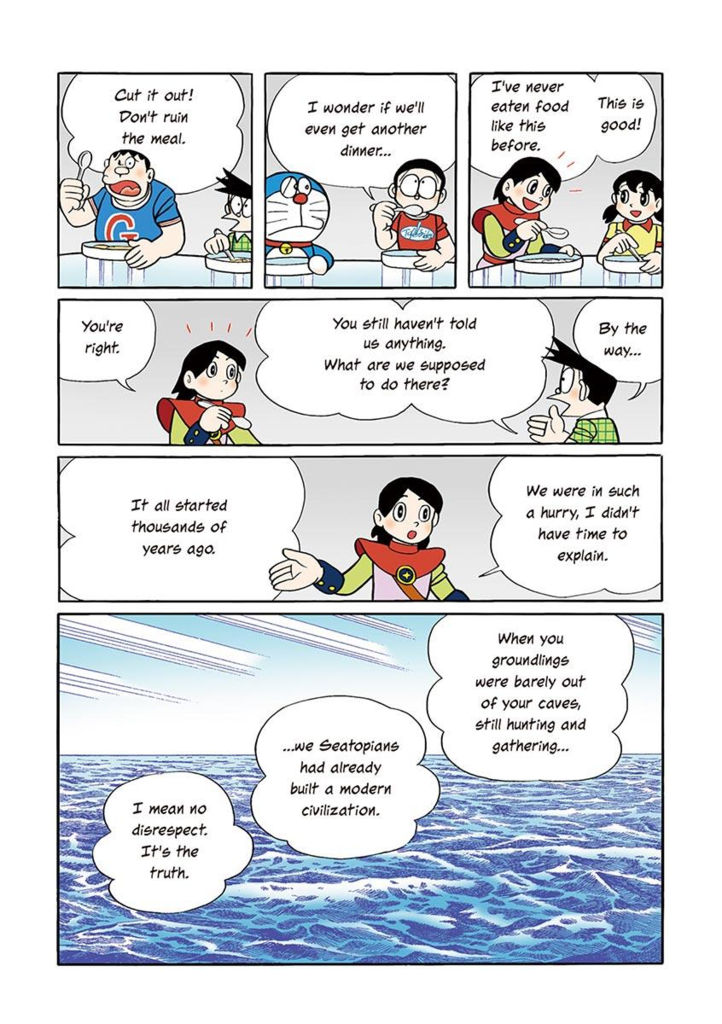 This is
good!
I've never
eaten food
like this
before.
I wonder if we'll
even get another
dinner...
Cut it out!
Don't ruin
the meal.
G
By the
way...
You still haven't told
us anything.
What are we supposed
to do there?
You're
right.
We were in such
a hurry, I didn't
have time to
explain.
It all started
thousands of
years ago.
When you
groundlings
were barely out
of your caves,
still hunting and
gathering...
...we Seatopians
had already
built a modern
civilization.
I mean no
disrespect.
It's the
truth.